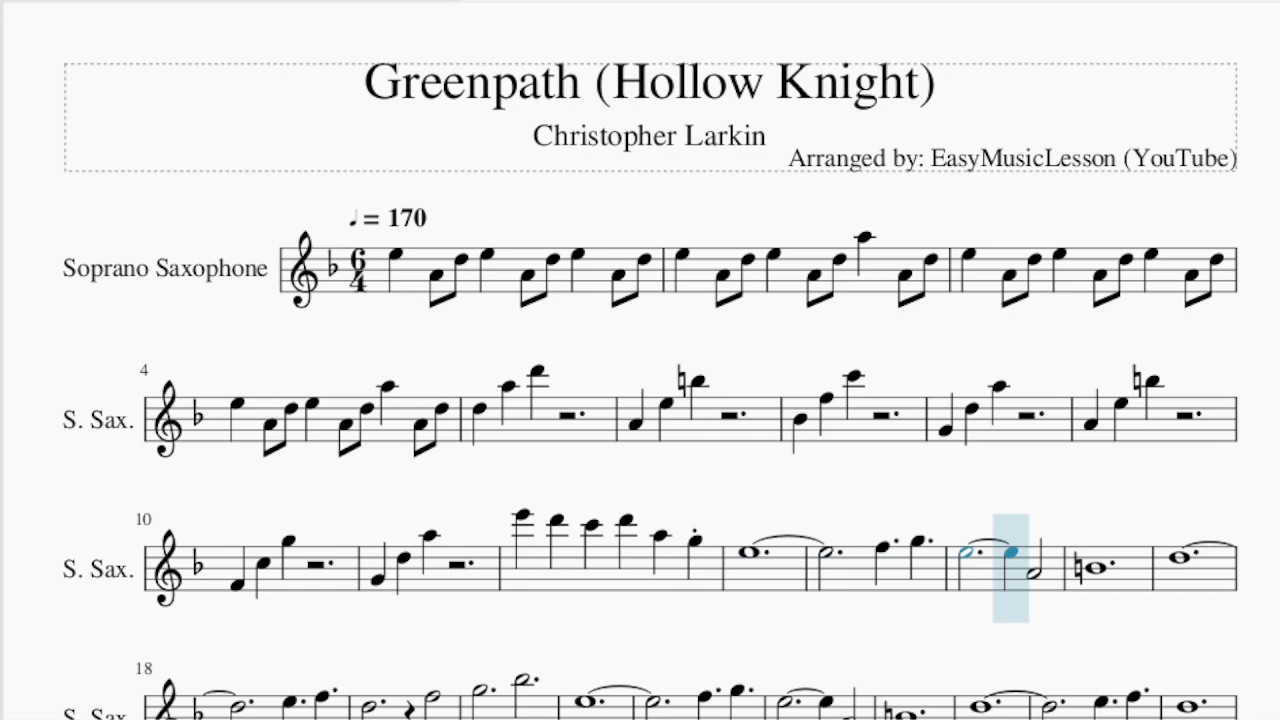 Greenpath (Hollow Knight)
Christopher Larkin
Arranged by: EasyMusicLesson (YouTube)
♩ = 170
Soprano Saxophone
6
4
4
S. Sax.
10
S. Sax.
18
S. Sax.